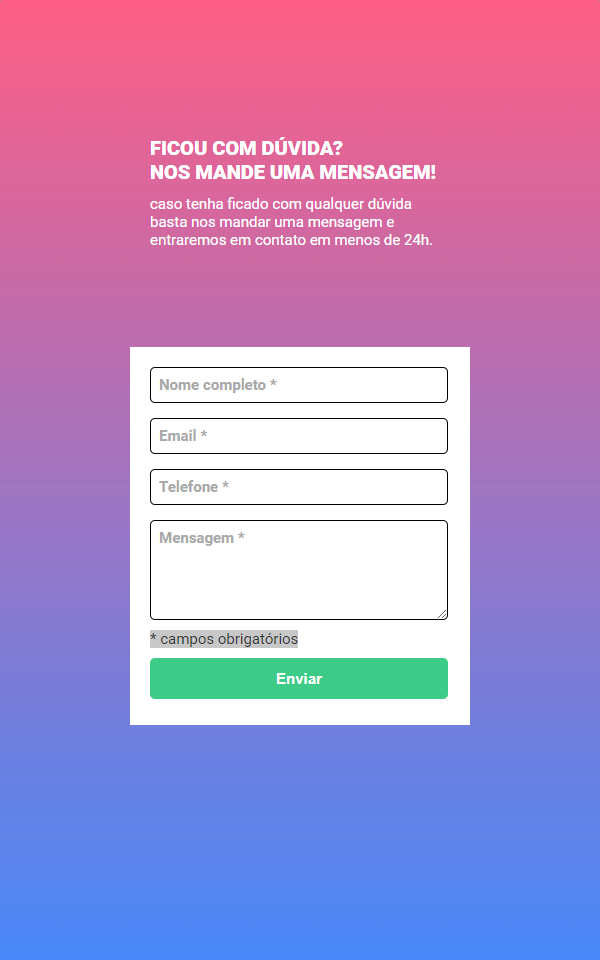 FICOU COM DÚVIDA?
NOS MANDE UMA MENSAGEM!
caso tenha ficado com qualquer dúvida
basta nos mandar uma mensagem e
entraremos em contato em menos de 24h.
Nome completo *
Email *
Telefone *
Mensagem *
* campos obrigatórios
Enviar